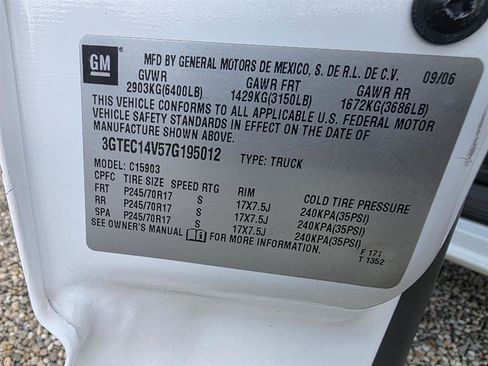 GM
MFD BY GENERAL MOTORS DE MEXICO, S. DE R.L. DE C.V. 09/06
GVWR GAWR FRT GAWR RR
2903KG(6400LB) 1429KG(3150LB) 1672KG(3686LB)
THIS VEHICLE CONFORMS TO ALL APPLICABLE U.S. FEDERAL MOTOR
VEHICLE SAFETY STANDARDS IN EFFECT ON THE DATE OF
MANUFACTURE SHOWN ABOVE.
3GTEC14V57G195012 TYPE: TRUCK
MODEL: C15903
CPFC TIRE SIZE SPEED RTG RIM COLD TIRE PRESSURE
FRT P245/70R17 S 17X7.5J 240KPA(35PSI)
RR P245/70R17 S 17X7.5J 240KPA(35PSI)
SPA P245/70R17 S 17X7.5J 240KPA(35PSI)
SEE OWNER'S MANUAL FOR MORE INFORMATION. F 171
T 1352